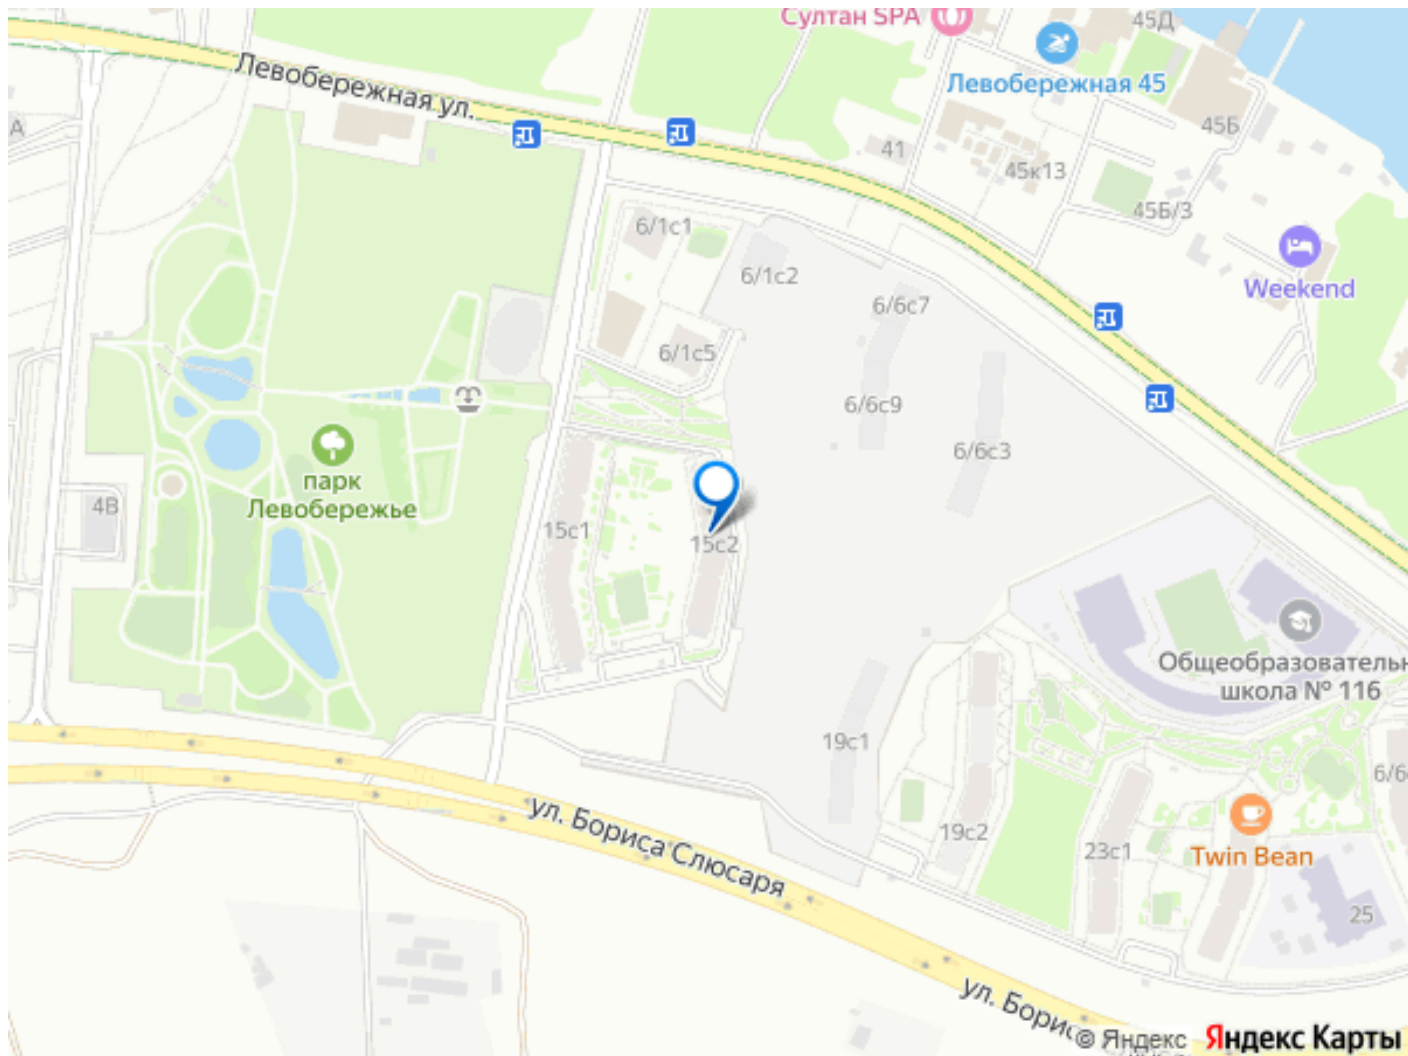 Султан SPA
45Д
Левобережная 45
Левобережная ул.
А
45Б
41
45к13
45Б/3
6/1с1
6/1с2
Weekend
6/6с7
6/1с5
6/6с9
6/6с3
парк
Левобережье
4В
15с1
15с2
Общеобразовательн
школа № 116
19с1
6/6
ул. Бориса Слюсаря
19с2
23с1
Twin Bean
25
ул. Борис
© Яндекс Яндекс Карты